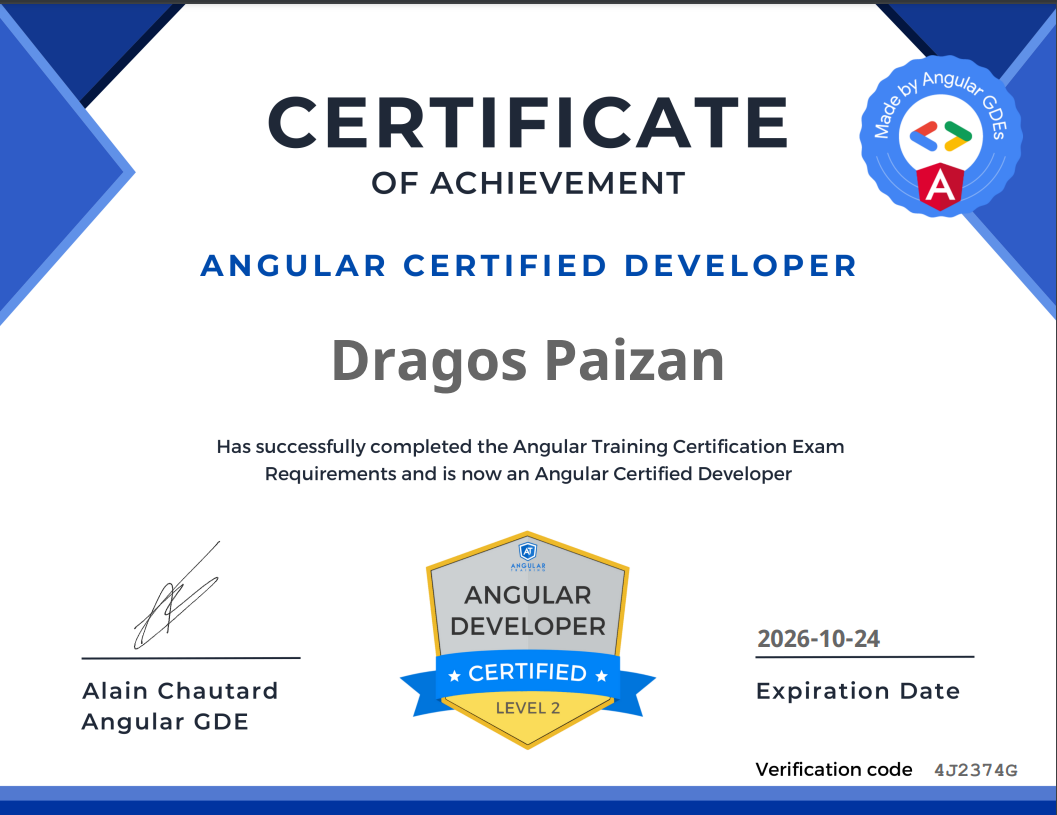 CERTIFICATE
OF ACHIEVEMENT
Made by Angular GDEs
A
ANGULAR CERTIFIED DEVELOPER
Dragos Paizan
Has successfully completed the Angular Training Certification Exam
Requirements and is now an Angular Certified Developer
AT
ANGULAR
TRAINING
ANGULAR
DEVELOPER
CERTIFIED
LEVEL 2
Alain Chautard
Angular GDE
2026-10-24
Expiration Date
Verification code 4J2374G